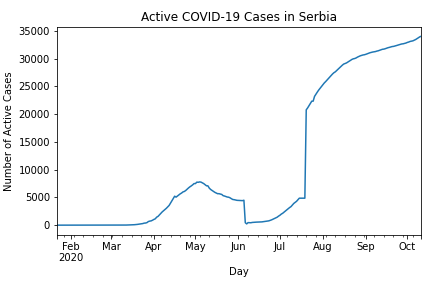 Active COVID-19 Cases in Serbia
Number of Active Cases
35000
30000
25000
20000
15000
10000
5000
0
Feb Mar Apr May Jun Jul Aug Sep Oct
2020
Day